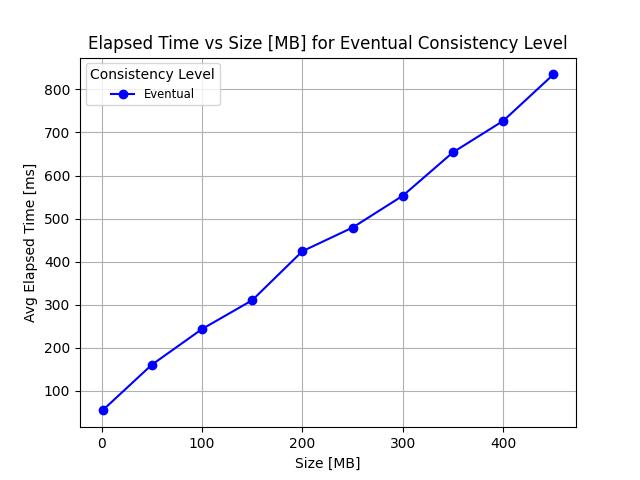 Elapsed Time vs Size [MB] for Eventual Consistency Level
Consistency Level
Eventual
800
700
600
500
400
300
200
100
Avg Elapsed Time [ms]
0 100 200 300 400
Size [MB]